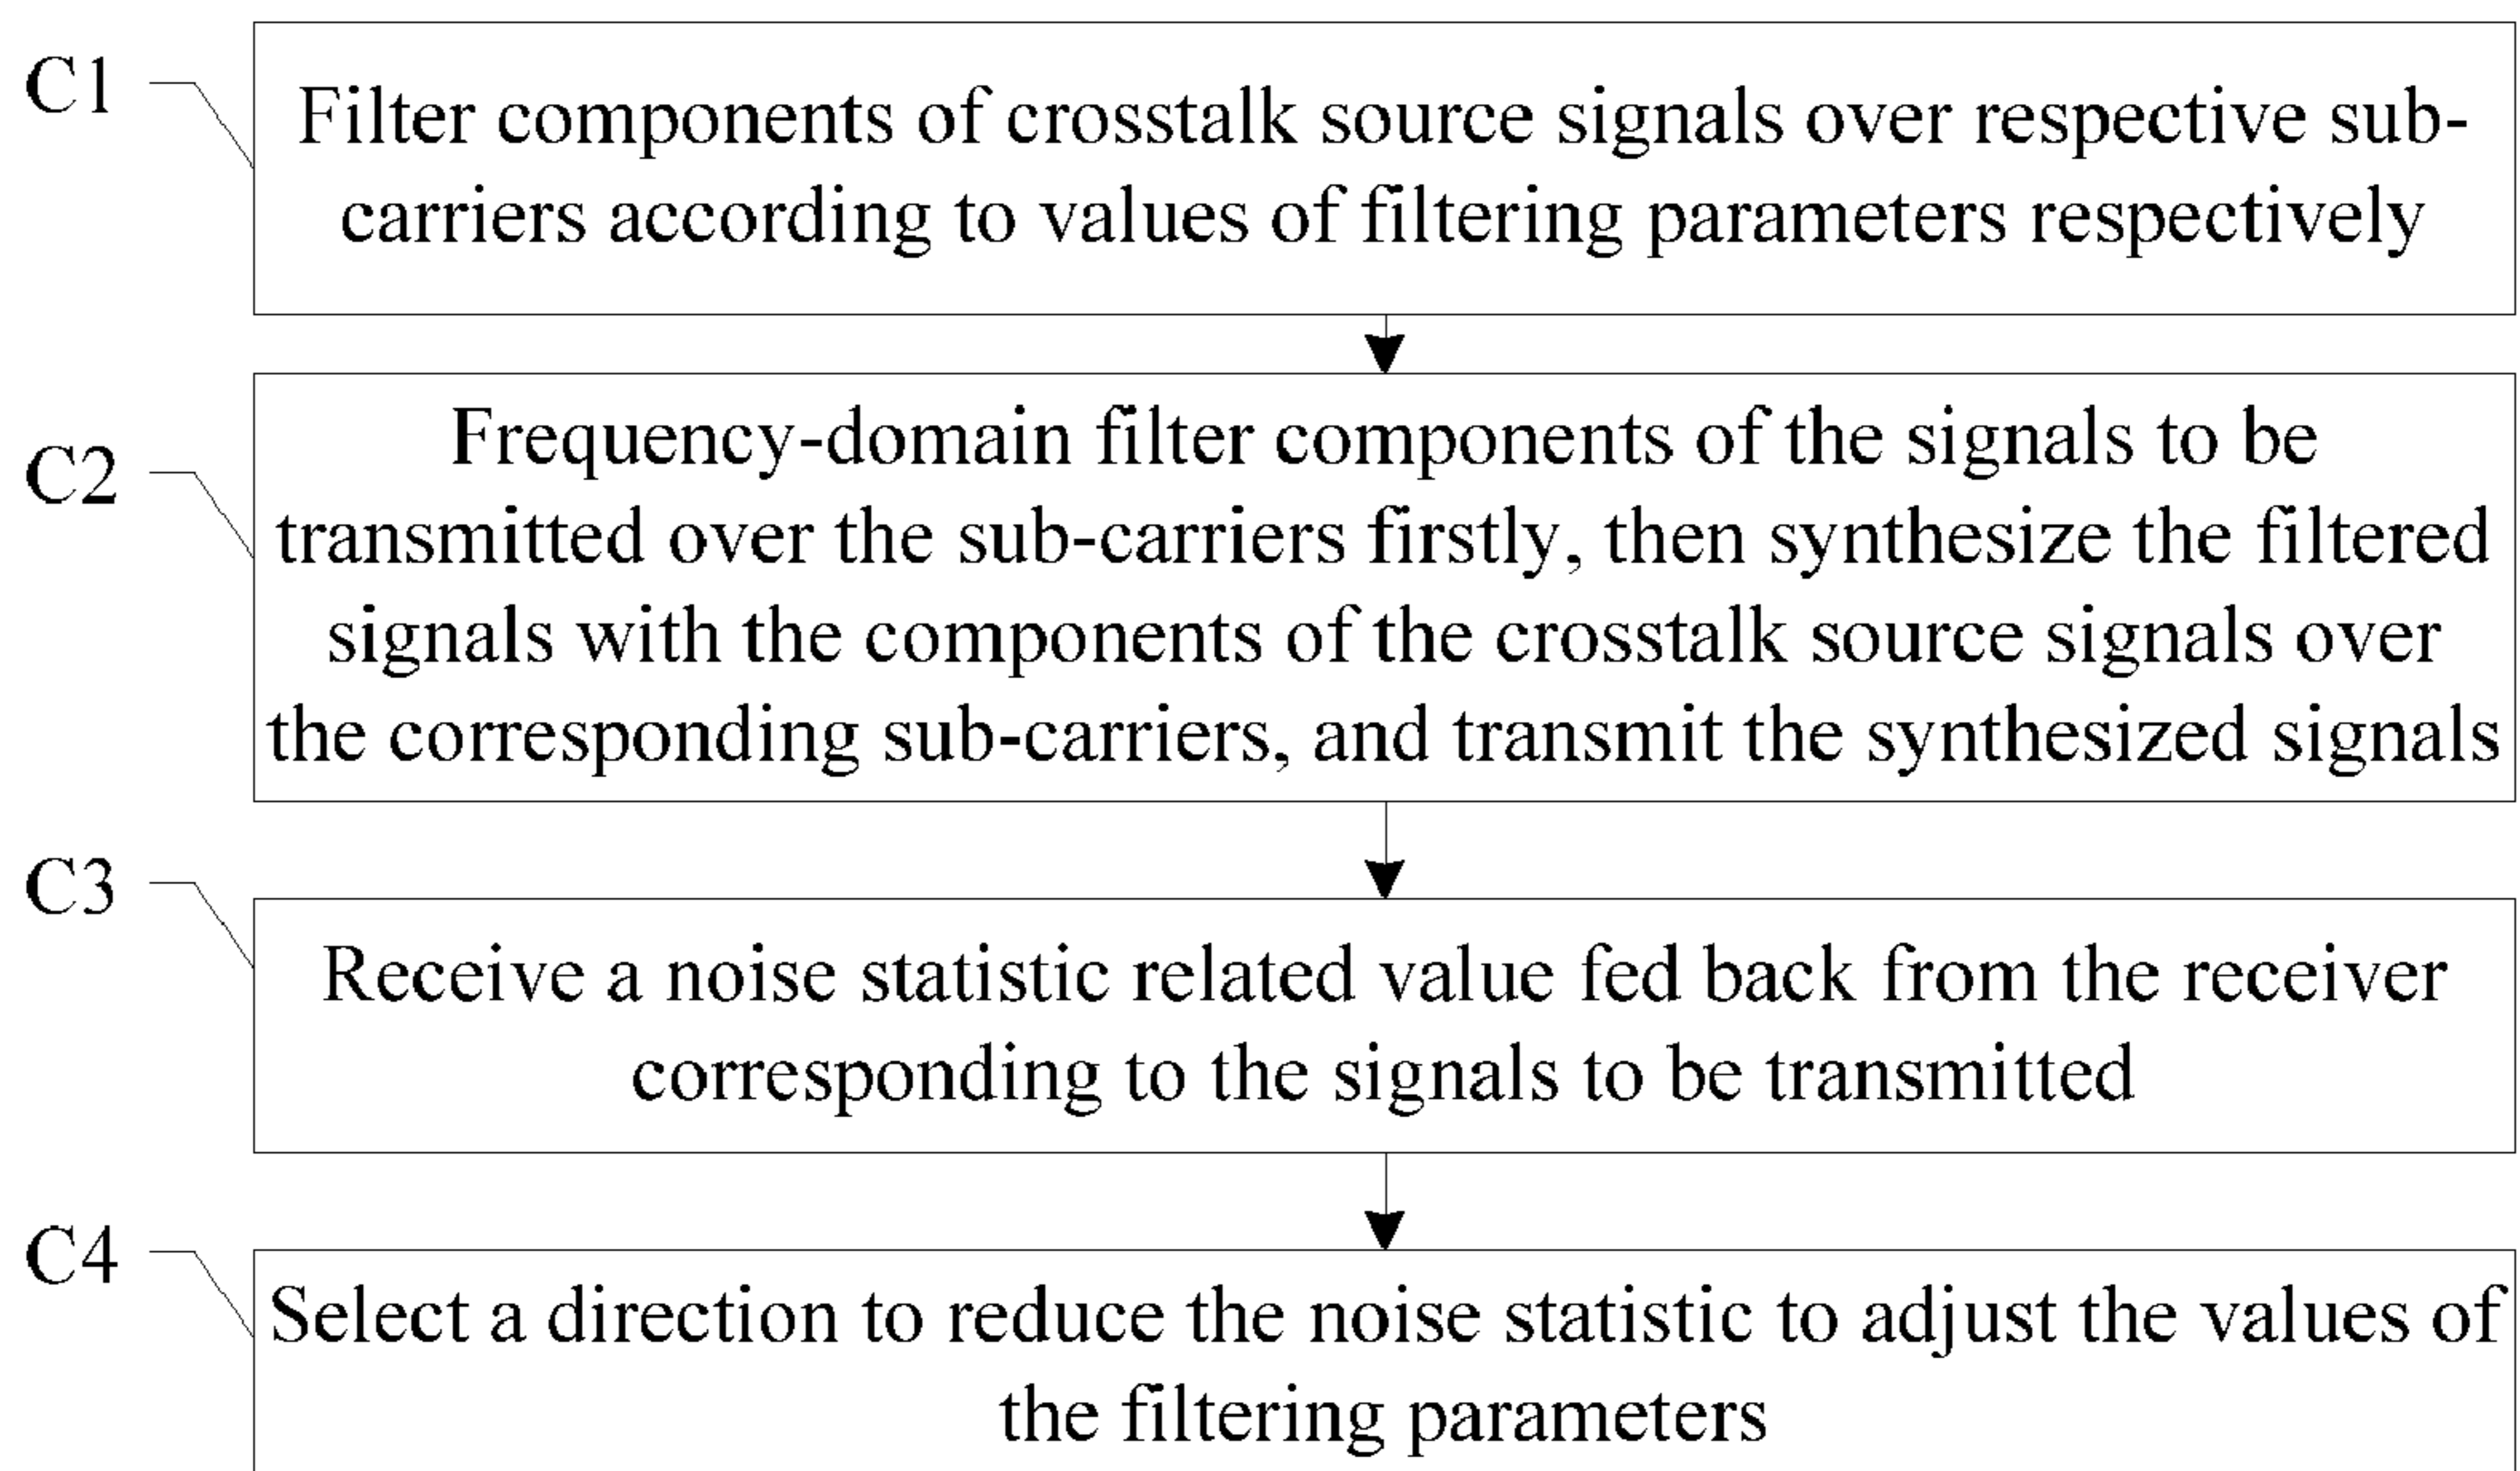 C1
Filter components of crosstalk source signals over respective sub-
carriers according to values of filtering parameters respectively
C2
Frequency-domain filter components of the signals to be
transmitted over the sub-carriers firstly, then synthesize the filtered
signals with the components of the crosstalk source signals over
the corresponding sub-carriers, and transmit the synthesized signals
C3
Receive a noise statistic related value fed back from the receiver
corresponding to the signals to be transmitted
C4
Select a direction to reduce the noise statistic to adjust the values of
the filtering parameters